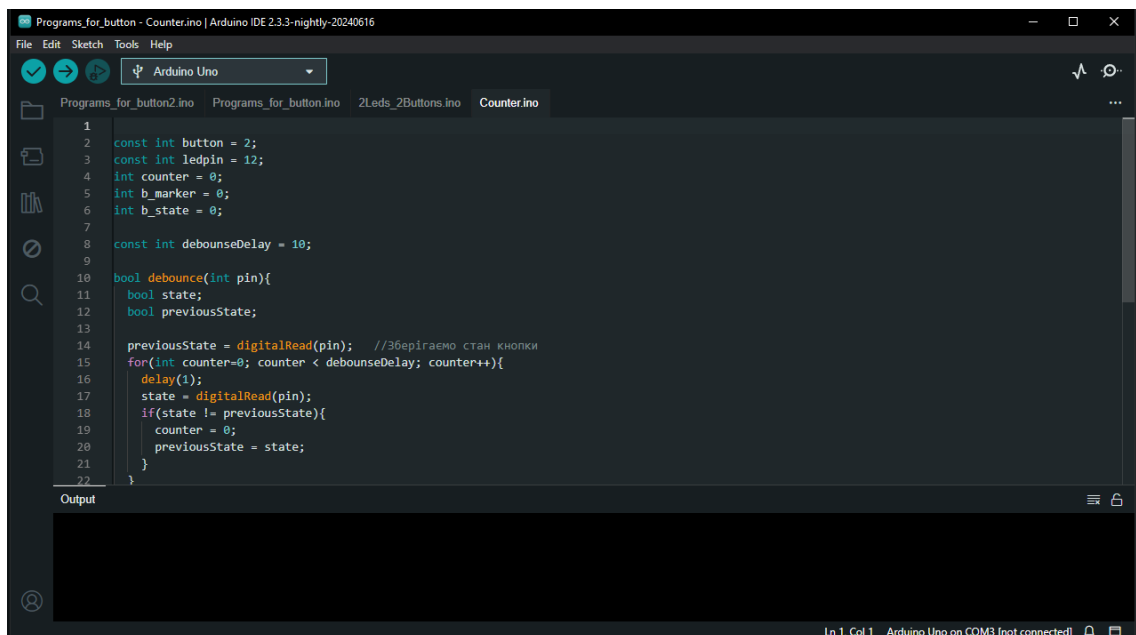 Programs_for_button - Counter.ino | Arduino IDE 2.3.3-nightly-20240616
File Edit Sketch Tools Help
Arduino Uno
Programs_for_button2.ino Programs_for_button.ino 2Leds_2Buttons.ino Counter.ino ...
1
2 const int button = 2;
3 const int ledpin = 12;
4 int counter = 0;
5 int b_marker = 0;
6 int b_state = 0;
7
8 const int debounseDelay = 10;
9
10 bool debounce(int pin){
11 bool state;
12 bool previousState;
13
14 previousState = digitalRead(pin); //Зберігаємо стан кнопки
15 for(int counter=0; counter < debounseDelay; counter++){
16 delay(1);
17 state = digitalRead(pin);
18 if(state != previousState){
19 counter = 0;
20 previousState = state;
21 }
22 }
Output
Ln 1, Col 1 Arduino Uno on COM3 [not connected]